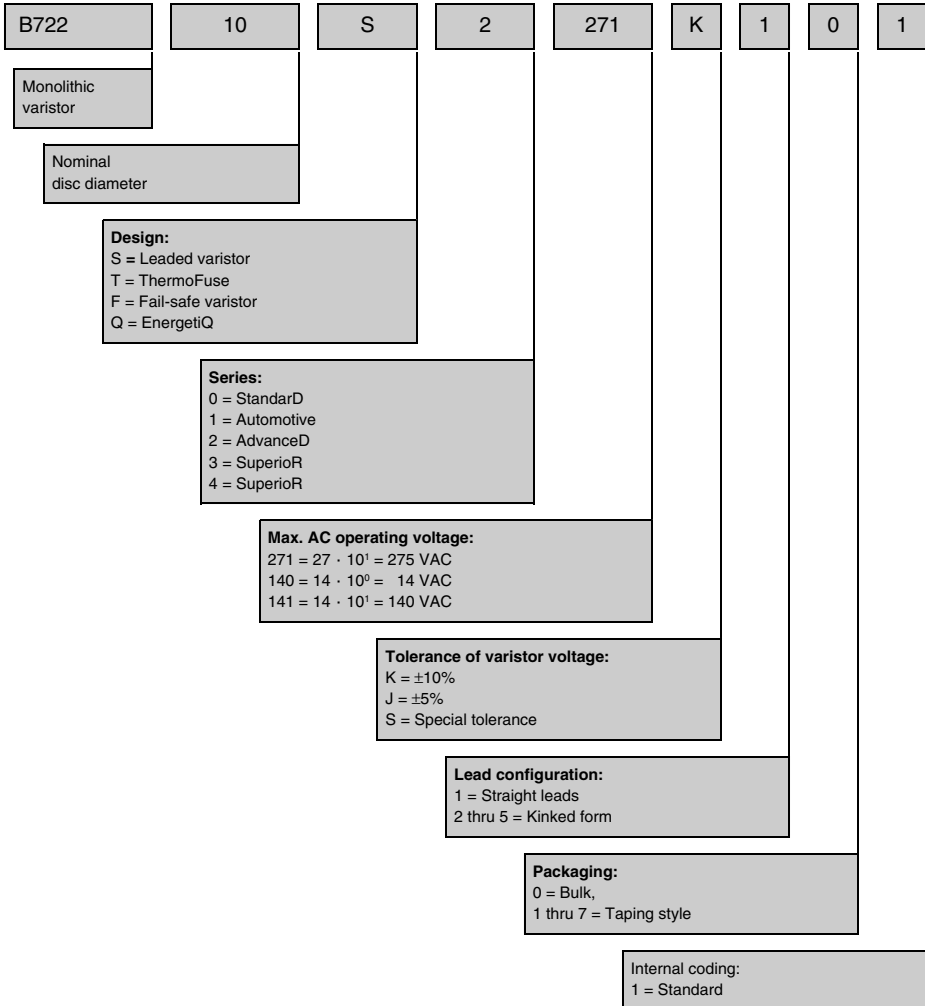 B722 10 S 2 271 K 1 0 1
Monolithic
varistor
Nominal
disc diameter
Design:
S = Leaded varistor
T = ThermoFuse
F = Fail-safe varistor
Q = EnergetiQ
Series:
0 = StandarD
1 = Automotive
2 = AdvanceD
3 = SuperioR
4 = SuperioR
Max. AC operating voltage:
271 = 27 · 10¹ = 275 VAC
140 = 14 · 10⁰ = 14 VAC
141 = 14 · 10¹ = 140 VAC
Tolerance of varistor voltage:
K = ±10%
J = ±5%
S = Special tolerance
Lead configuration:
1 = Straight leads
2 thru 5 = Kinked form
Packaging:
0 = Bulk,
1 thru 7 = Taping style
Internal coding:
1 = Standard